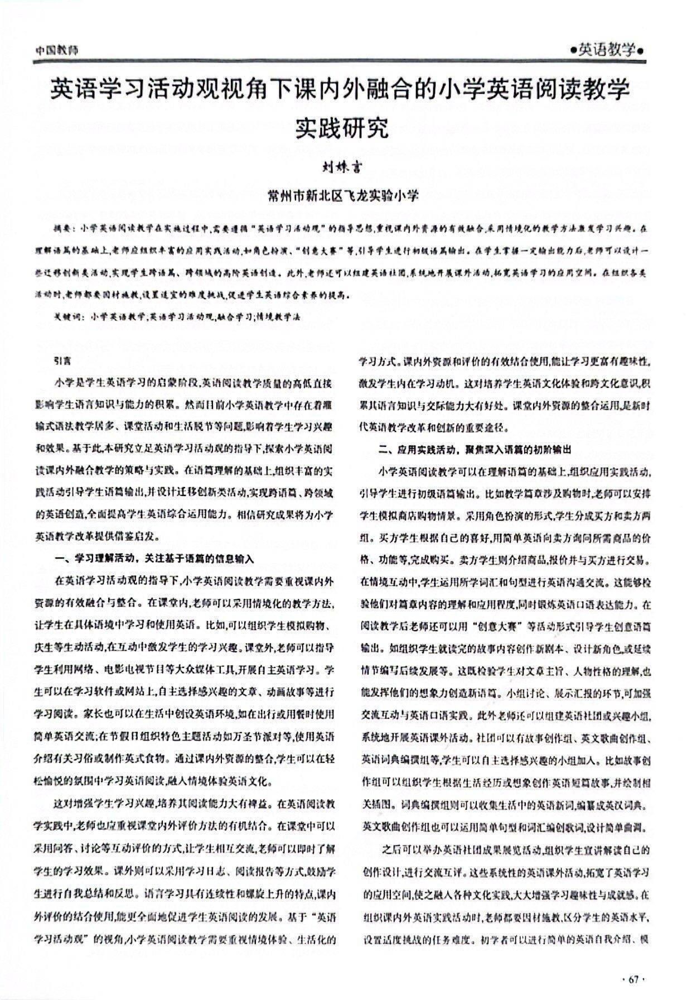 中国教师
•英语教学•
英语学习活动观视角下课内外融合的小学英语阅读教学
实践研究
刘姝言
常州市新北区飞龙实验小学
摘要：小学英语阅读教学在实施过程中,需要遵循“英语学习活动观”的指导思想,重视课内外资源的有效融合,采用情境化的教学方法激发学习兴趣。在
理解语篇的基础上,老师应组织丰富的应用实践活动,如角色扮演、“创意大赛”等,引导学生进行初级语篇输出。在学生掌握一定输出能力后,老师可以设计一
些迁移创新类活动,实现学生跨语篇、跨领域的高阶英语创造。此外,老师还可以组建英语社团,系统地开展课外活动,拓宽英语学习的应用空间。在组织各类
活动时,老师都要因材施教,设置适宜的难度挑战,促进学生英语综合素养的提高。
关键词：小学英语教学;英语学习活动观;融合学习;情境教学法
引言
小学是学生英语学习的启蒙阶段,英语阅读教学质量的高低直接
影响学生语言知识与能力的积累。然而目前小学英语教学中存在着灌
输式语法教学居多、课堂活动和生活脱节等问题,影响着学生学习兴趣
和效果。基于此,本研究立足英语学习活动观的指导下,探索小学英语阅
读课内外融合教学的策略与实践。在语篇理解的基础上,组织丰富的实
践活动引导学生语篇输出,并设计迁移创新类活动,实现跨语篇、跨领域
的英语创造,全面提高学生英语综合运用能力。相信研究成果将为小学
英语教学改革提供借鉴启发。
一、学习理解活动，关注基于语篇的信息输入
在英语学习活动观的指导下,小学英语阅读教学需要重视课内外
资源的有效融合与整合。在课堂内,老师可以采用情境化的教学方法,
让学生在具体语境中学习和使用英语。比如,可以组织学生模拟购物、
庆生等生动活动,在互动中激发学生的学习兴趣。课堂外,老师可以指导
学生利用网络、电影电视节目等大众媒体工具,开展自主英语学习。学
生可以在学习软件或网站上,自主选择感兴趣的文章、动画故事等进行
学习阅读。家长也可以在生活中创设英语环境,如在出行或用餐时使用
简单英语交流;在节假日组织特色主题活动如万圣节派对等,使用英语
介绍有关习俗或制作英式食物。通过课内外资源的整合,学生可以在轻
松愉悦的氛围中学习英语阅读,融入情境体验英语文化。
这对增强学生学习兴趣,培养其阅读能力大有裨益。在英语阅读教
学实践中,老师也应重视课堂内外评价方法的有机结合。在课堂中可以
采用问答、讨论等互动评价的方式,让学生相互交流,老师可以即时了解
学生的学习效果。课外则可以采用学习日志、阅读报告等方式,鼓励学
生进行自我总结和反思。语言学习具有连续性和螺旋上升的特点,课内
外评价的结合使用,能更全面地促进学生英语阅读的发展。基于“英语
学习活动观”的视角,小学英语阅读教学需要重视情境体验、生活化的
学习方式。课内外资源和评价的有效结合使用,能让学习更富有趣味性,
激发学生内在学习动机。这对培养学生英语文化体验和跨文化意识,积
累其语言知识与交际能力大有好处。课堂内外资源的整合运用,是新时
代英语教学改革和创新的重要途径。
二、应用实践活动，聚焦深入语篇的初阶输出
小学英语阅读教学可以在理解语篇的基础上,组织应用实践活动,
引导学生进行初级语篇输出。比如教学篇章涉及购物时,老师可以安排
学生模拟商店购物情景。采用角色扮演的形式,学生分成买方和卖方两
组。买方学生根据自己的喜好,用简单英语向卖方询问所需商品的价
格、功能等,完成购买。卖方学生则介绍商品,报价并与买方进行交易。
在情境互动中,学生运用所学词汇和句型进行英语沟通交流。这能够检
验他们对篇章内容的理解和应用程度,同时锻炼英语口语表达能力。在
阅读教学后老师还可以用“创意大赛”等活动形式引导学生创意语篇
输出。如组织学生就读完的故事内容创作新剧本、设计新角色,或延续
情节编写后续发展等。这既检验学生对文章主旨、人物性格的理解,也
能发挥他们的想象力创造新语篇。小组讨论、展示汇报的环节,可加强
交流互动与英语口语实践。此外老师还可以组建英语社团或兴趣小组,
系统地开展英语课外活动。社团可以有故事创作组、英文歌曲创作组、
英语词典编撰组等,学生可以自主选择感兴趣的小组加入。比如故事创
作组可以组织学生根据生活经历或想象创作英语短篇故事,并绘制相
关插图。词典编撰组则可以收集生活中的英语新词,编纂成英汉词典。
英文歌曲创作组也可以运用简单句型和词汇编创歌词,设计简单曲调。
之后可以举办英语社团成果展览活动,组织学生宣讲解读自己的
创作设计,进行交流互评。这些系统性的英语课外活动,拓宽了英语学习
的应用空间,使之融入各种文化实践,大大增强学习趣味性与成就感。在
组织课内外英语实践活动时,老师都要因材施教,区分学生的英语水平,
设置适度挑战的任务难度。初学者可以进行简单的英语自我介绍、模
·67·